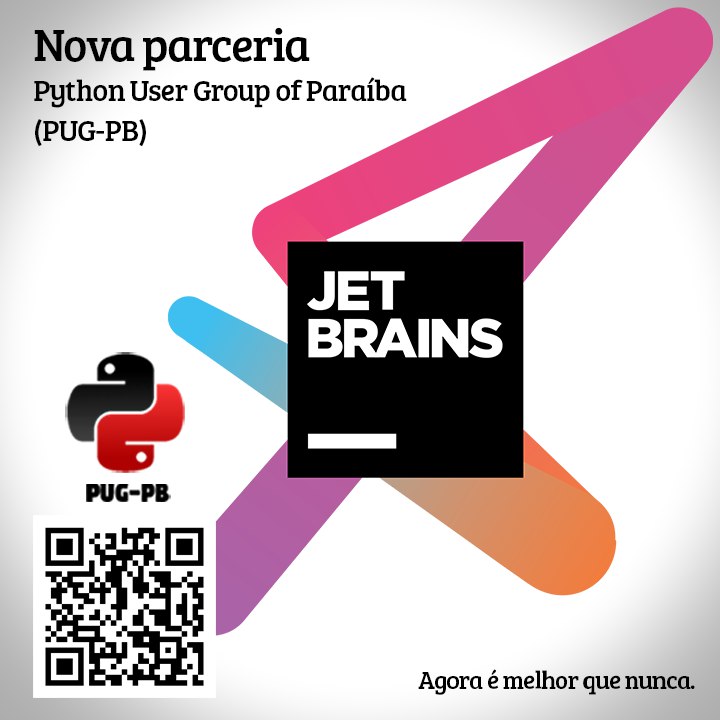 Nova parceria
Python User Group of Paraíba
(PUG-PB)
JET
BRAINS
PUG-PB
Agora é melhor que nunca.